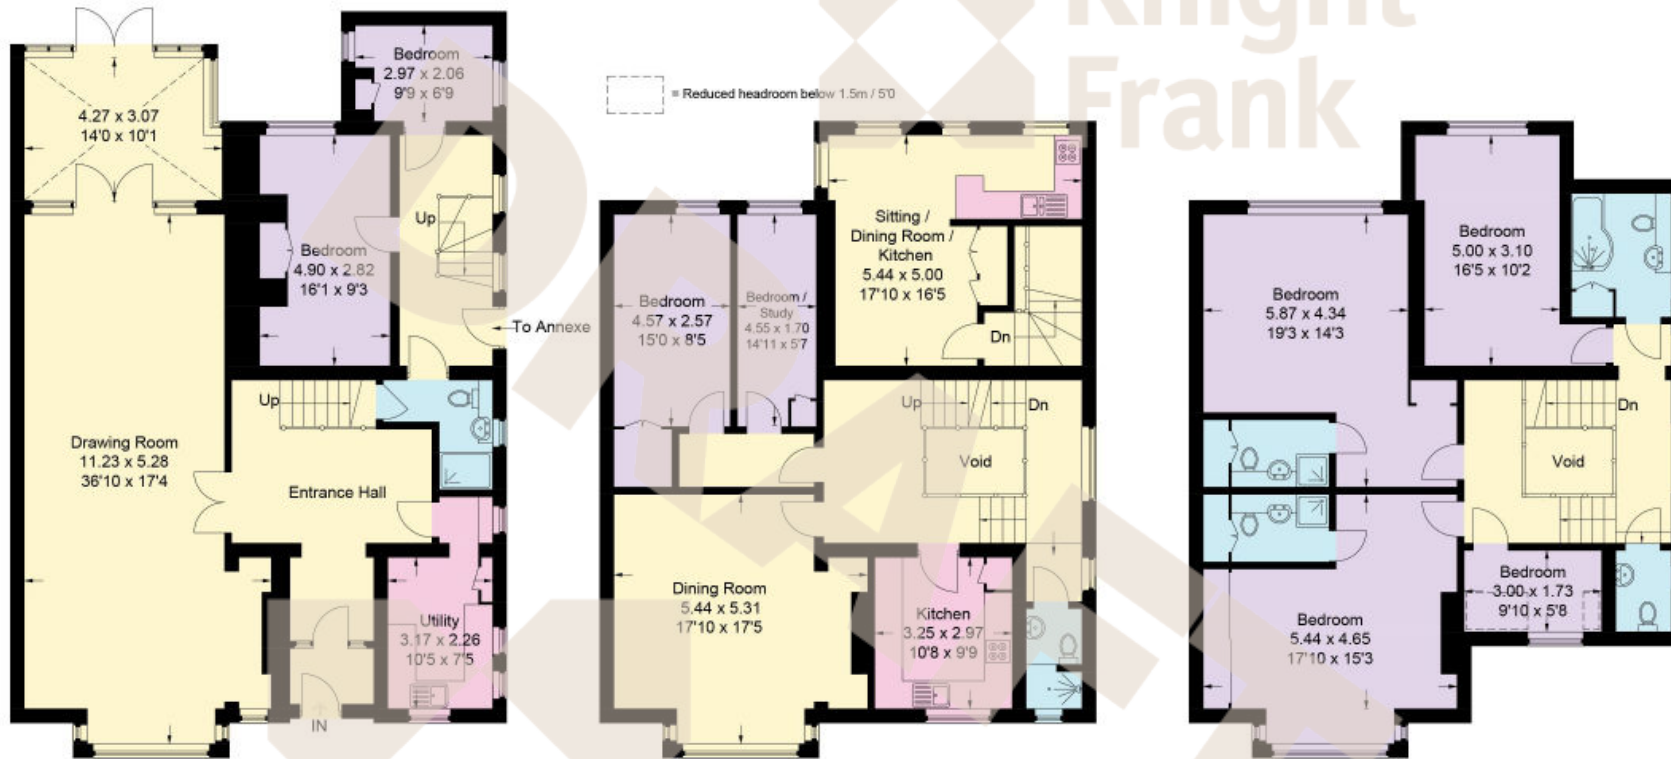 Knight
Frank
= Reduced headroom below 1.5m / 5'0
4.27 x 3.07
14'0 x 10'1
Bedroom
2.97 x 2.06
9'9 x 6'9
Up
Bedroom
4.90 x 2.82
16'1 x 9'3
To Annexe
Up
Drawing Room
11.23 x 5.28
36'10 x 17'4
Entrance Hall
Utility
3.17 x 2.26
10'5 x 7'5
IN
Sitting /
Dining Room /
Kitchen
5.44 x 5.00
17'10 x 16'5
Dn
Bedroom
4.57 x 2.57
15'0 x 8'5
Bedroom /
Study
4.55 x 1.70
14'11 x 5'7
Up
Dn
Void
Dining Room
5.44 x 5.31
17'10 x 17'5
Kitchen
3.25 x 2.97
10'8 x 9'9
Bedroom
5.00 x 3.10
16'5 x 10'2
Bedroom
5.87 x 4.34
19'3 x 14'3
Dn
Void
Bedroom
3.00 x 1.73
9'10 x 5'8
Bedroom
5.44 x 4.65
17'10 x 15'3
DRAFT